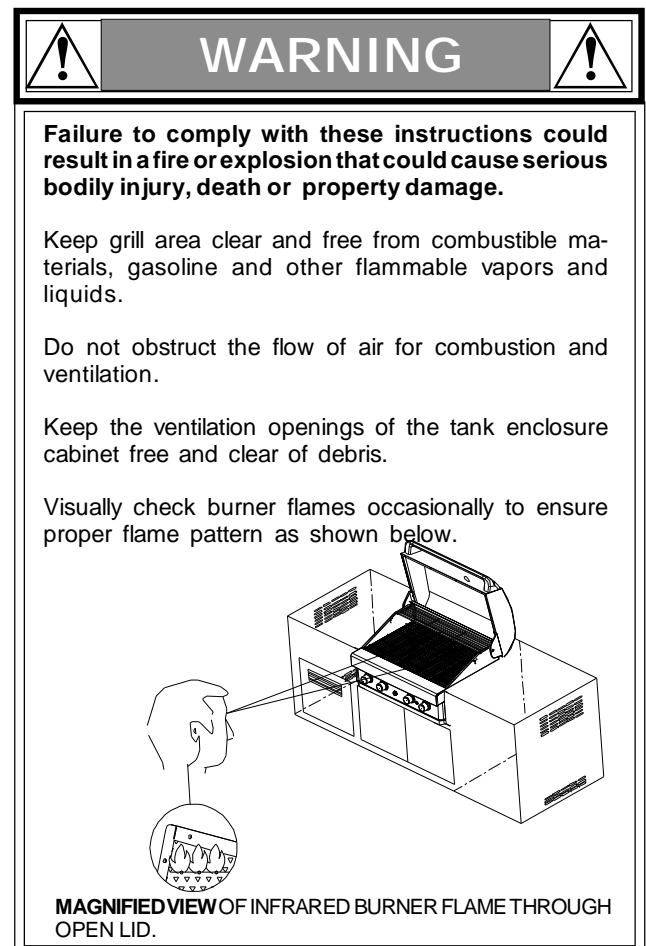 WARNING
Failure to comply with these instructions could
result in a fire or explosion that could cause serious
bodily injury, death or property damage.
Keep grill area clear and free from combustible ma-
terials, gasoline and other flammable vapors and
liquids.
Do not obstruct the flow of air for combustion and
ventilation.
Keep the ventilation openings of the tank enclosure
cabinet free and clear of debris.
Visually check burner flames occasionally to ensure
proper flame pattern as shown below.
MAGNIFIED VIEW OF INFRARED BURNER FLAME THROUGH
OPEN LID.